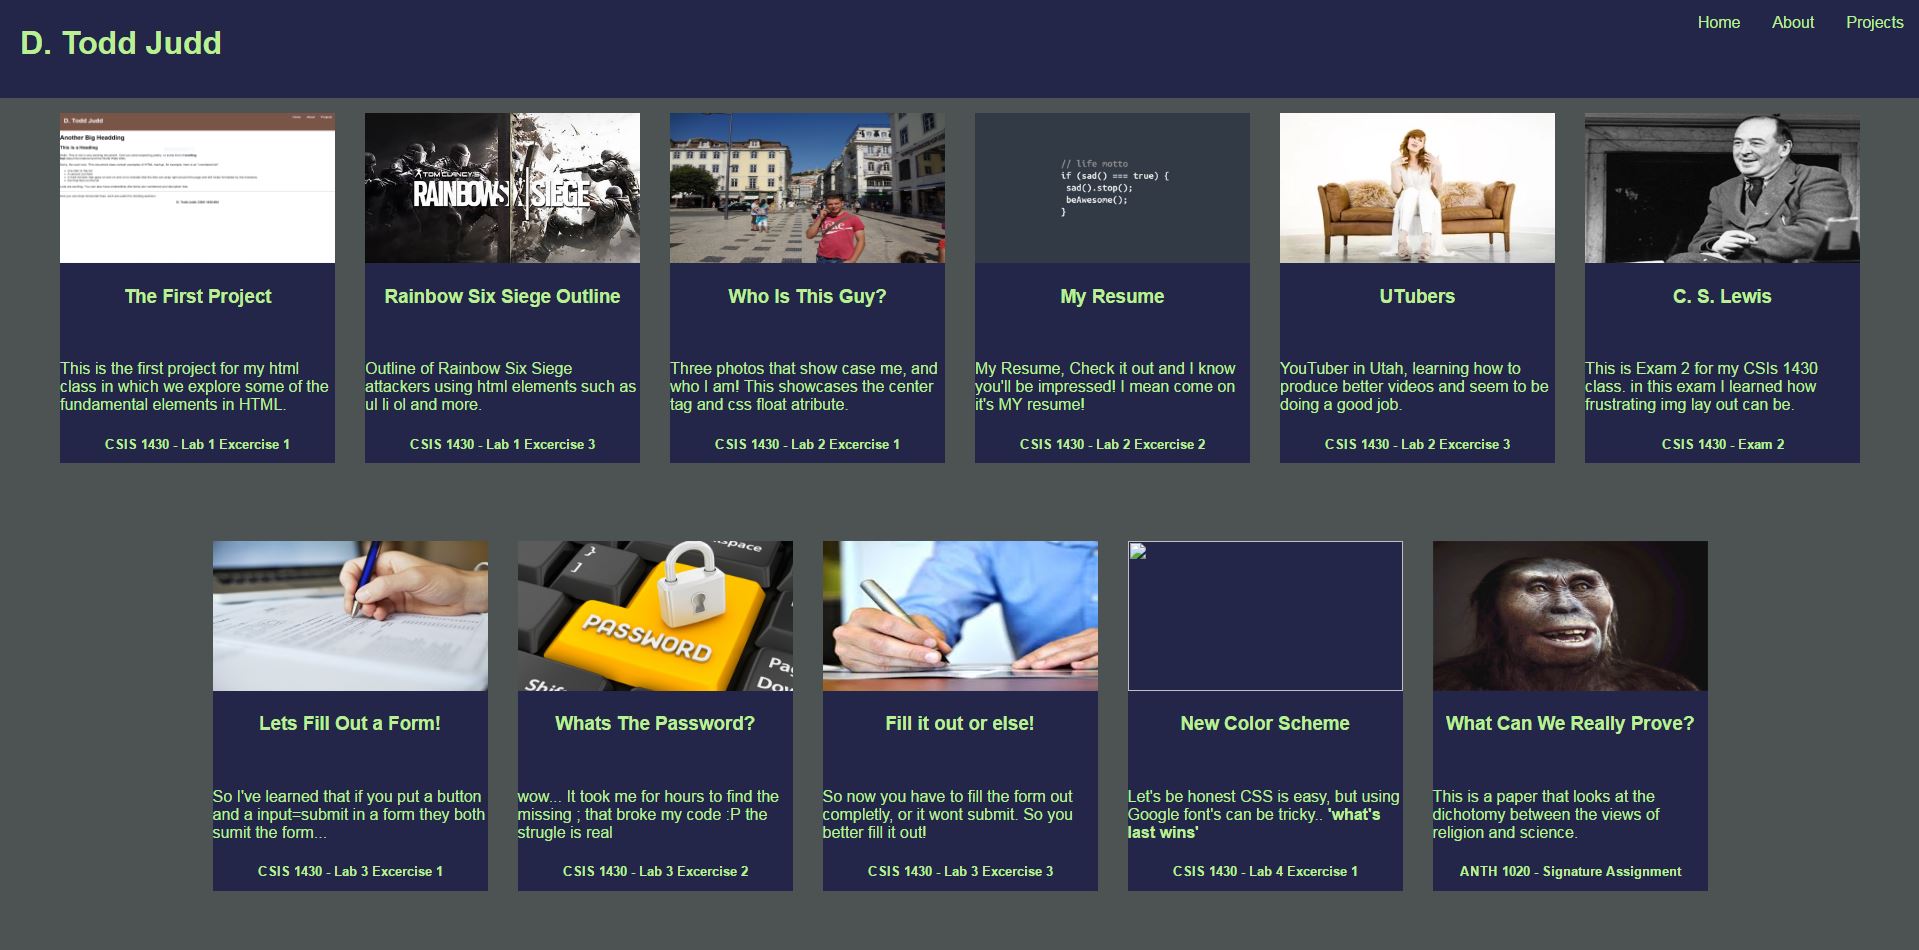 D. Todd Judd
Home About Projects
D. Todd Judd
Home About Projects
Another Big Headding
This is a Heading
TOM CLANCY'S
RAINBOW SIX | SIEGE
// life motto
if (sad() === true) {
sad().stop();
beAwesome();
}
The First Project
Rainbow Six Siege Outline
Who Is This Guy?
My Resume
UTubers
C. S. Lewis
This is the first project for my html
class in which we explore some of the
fundamental elements in HTML.
Outline of Rainbow Six Siege
attackers using html elements such as
ul li ol and more.
Three photos that show case me, and
who I am! This showcases the center
tag and css float atribute.
My Resume, Check it out and I know
you'll be impressed! I mean come on
it's MY resume!
YouTuber in Utah, learning how to
produce better videos and seem to be
doing a good job.
This is Exam 2 for my CSIs 1430
class. in this exam I learned how
frustrating img lay out can be.
CSIS 1430 - Lab 1 Excercise 1
CSIS 1430 - Lab 1 Excercise 3
CSIS 1430 - Lab 2 Excercise 1
CSIS 1430 - Lab 2 Excercise 2
CSIS 1430 - Lab 2 Excercise 3
CSIS 1430 - Exam 2
}
]
space
PASSWORD
Shift
Lets Fill Out a Form!
Whats The Password?
Fill it out or else!
New Color Scheme
What Can We Really Prove?
So I've learned that if you put a button
and a input=submit in a form they both
sumit the form...
wow... It took me for hours to find the
missing ; that broke my code :P the
strugle is real
So now you have to fill the form out
completly, or it wont submit. So you
better fill it out!
Let's be honest CSS is easy, but using
Google font's can be tricky.. 'what's
last wins'
This is a paper that looks at the
dichotomy between the views of
religion and science.
CSIS 1430 - Lab 3 Excercise 1
CSIS 1430 - Lab 3 Excercise 2
CSIS 1430 - Lab 3 Excercise 3
CSIS 1430 - Lab 4 Excercise 1
ANTH 1020 - Signature Assignment